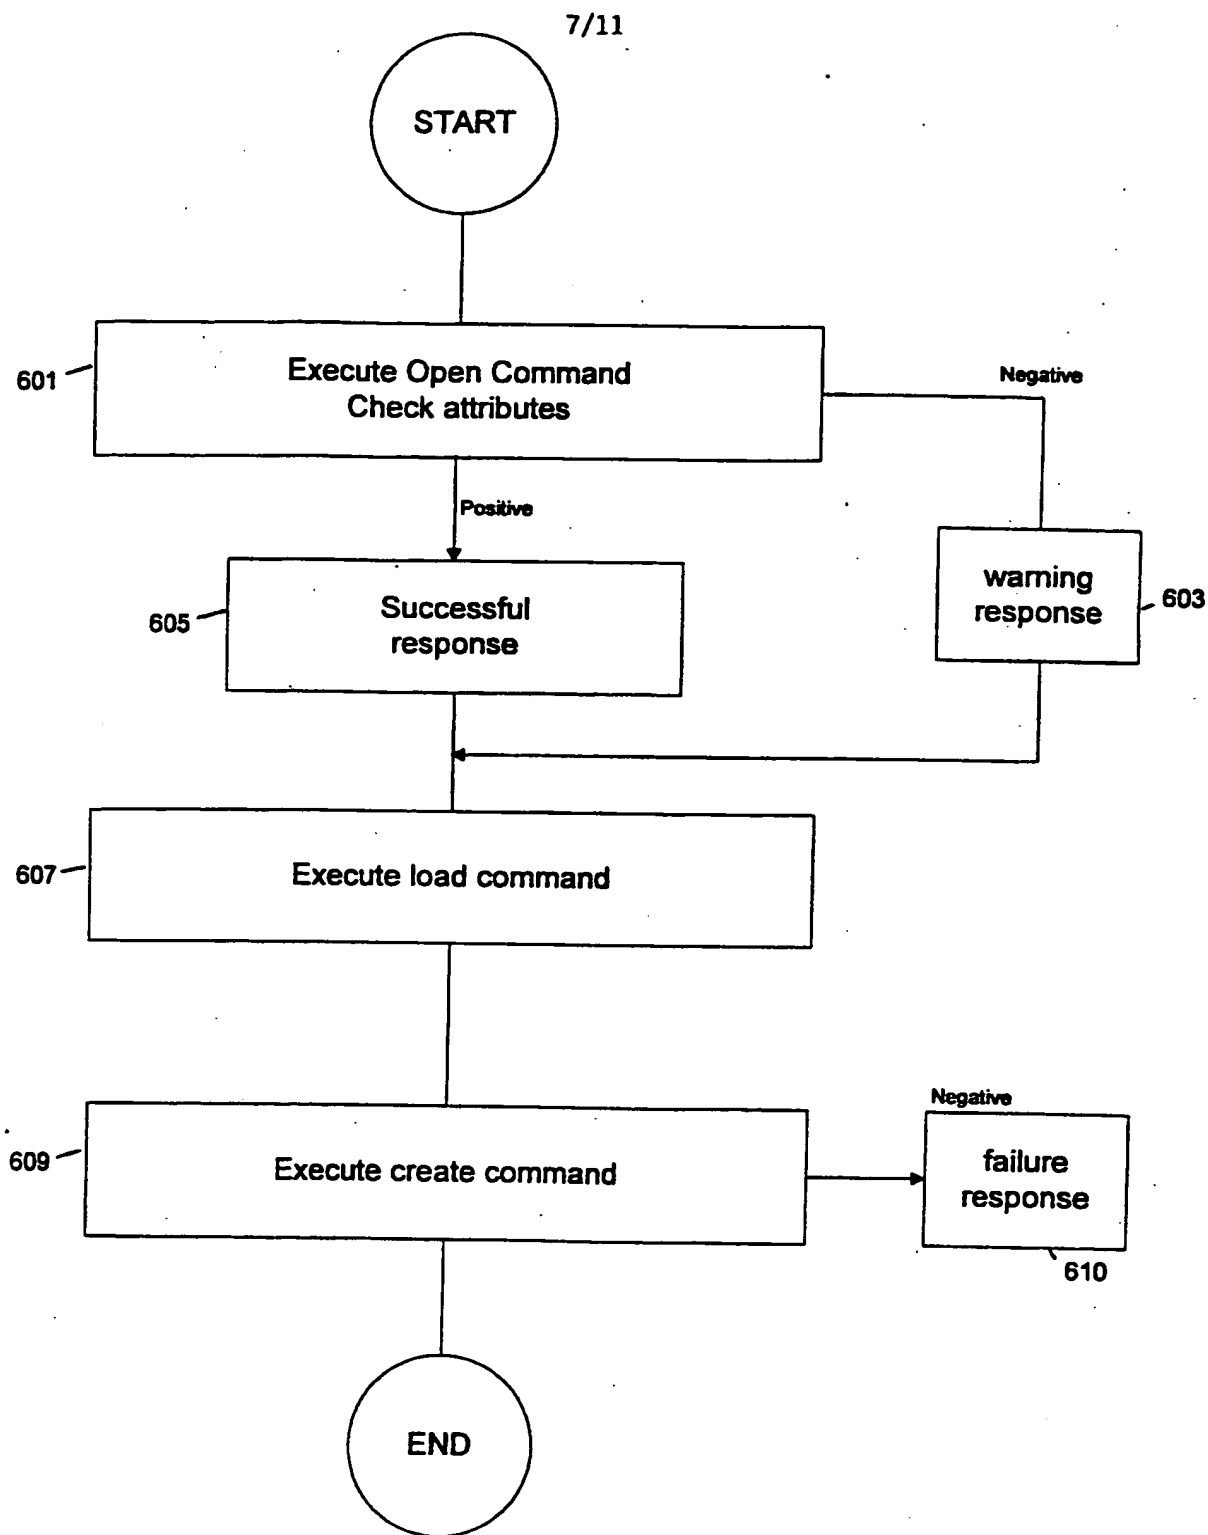 7/11
START
601
Execute Open Command
Check attributes
Negative
Positive
605
Successful
response
warning
response
603
607
Execute load command
609
Execute create command
Negative
failure
response
610
END